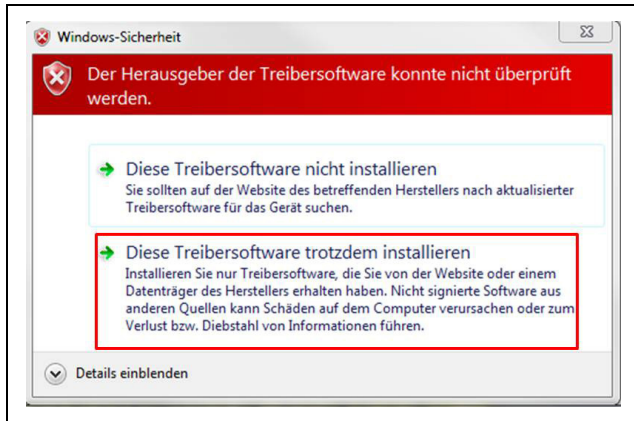 Windows-Sicherheit
Der Herausgeber der Treibersoftware konnte nicht überprüft
werden.
Diese Treibersoftware nicht installieren
Sie sollten auf der Website des betreffenden Herstellers nach aktualisierter
Treibersoftware für das Gerät suchen.
Diese Treibersoftware trotzdem installieren
Installieren Sie nur Treibersoftware, die Sie von der Website oder einem
Datenträger des Herstellers erhalten haben. Nicht signierte Software aus
anderen Quellen kann Schäden auf dem Computer verursachen oder zum
Verlust bzw. Diebstahl von Informationen führen.
Details einblenden